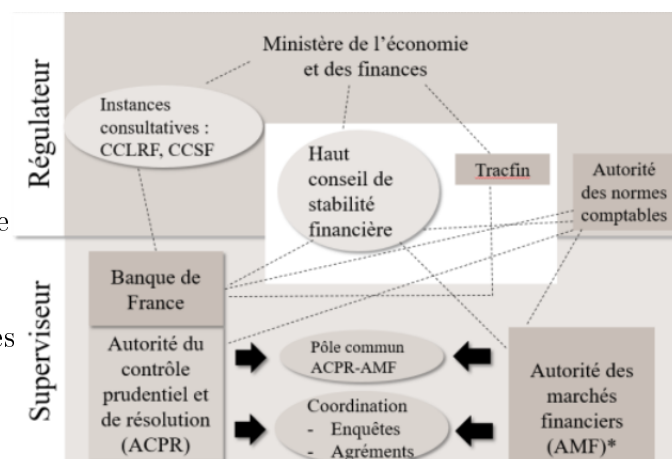 Régulateur
Ministère de l'économie
et des finances
Instances
consultatives :
CCLRF, CCSF
Haut
conseil de
stabilité
financière
Tracfin
Autorité
des normes
comptables
e
Superviseur
Banque de
France
es
Autorité du
contrôle
prudentiel et
de résolution
(ACPR)
Pôle commun
ACPR-AMF
Coordination
- Enquêtes
- Agréments
Autorité des
marchés
financiers
(AMF)*